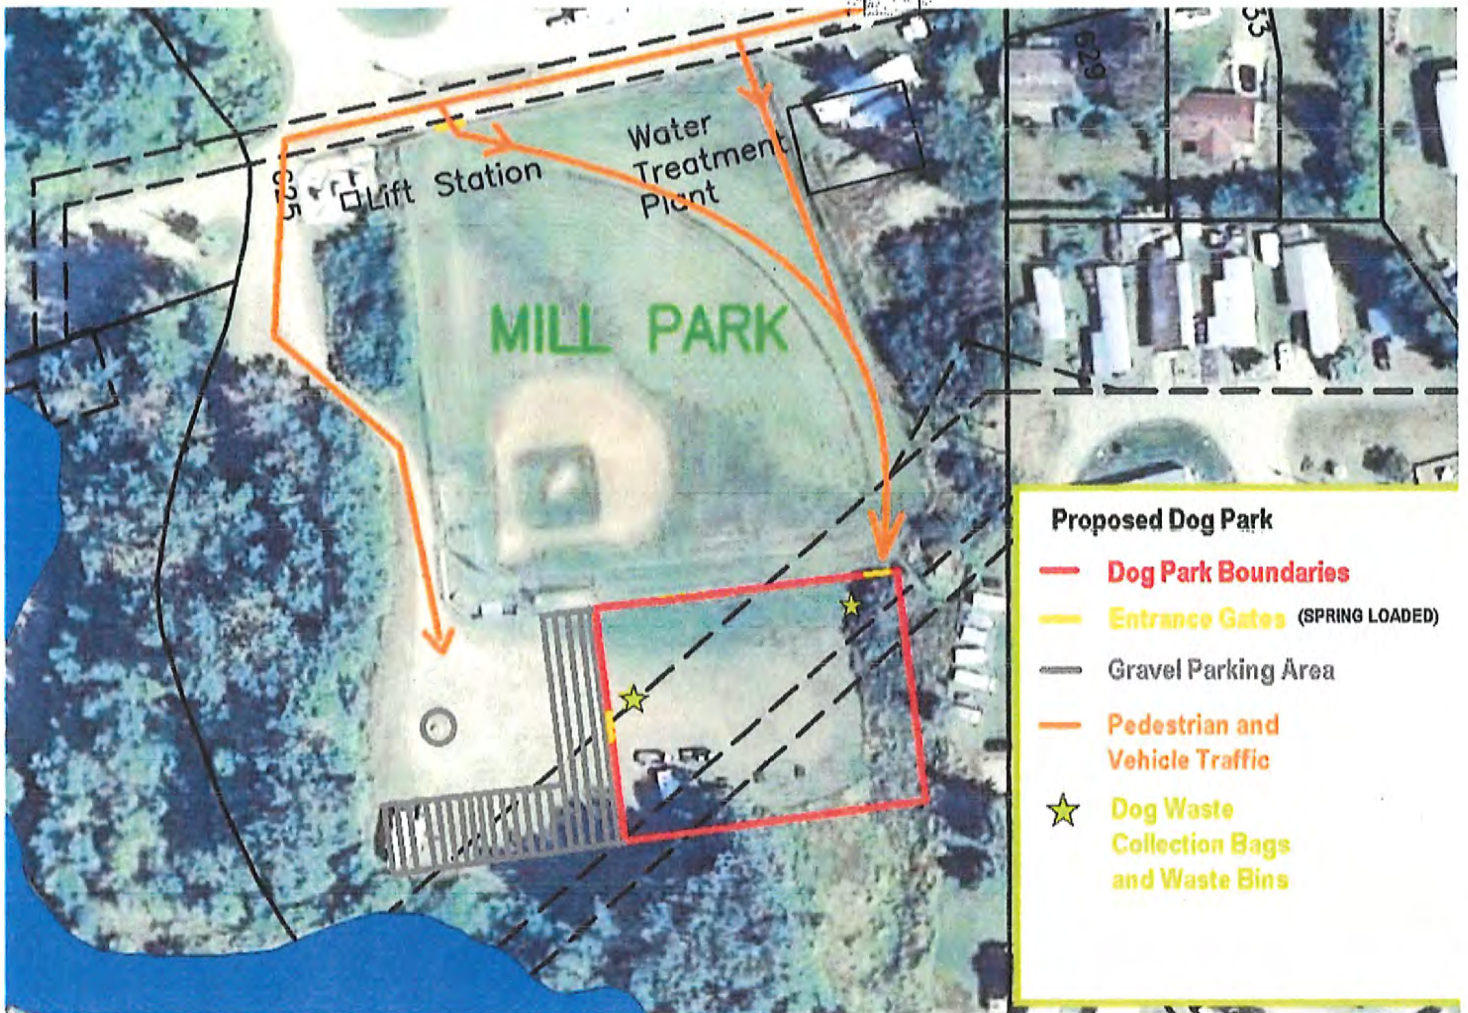 53
629
Water
Treatment
Plant
625
Lift Station
MILL PARK
Proposed Dog Park
Dog Park Boundaries
Entrance Gates (SPRING LOADED)
Gravel Parking Area
Pedestrian and
Vehicle Traffic
Dog Waste
Collection Bags
and Waste Bins